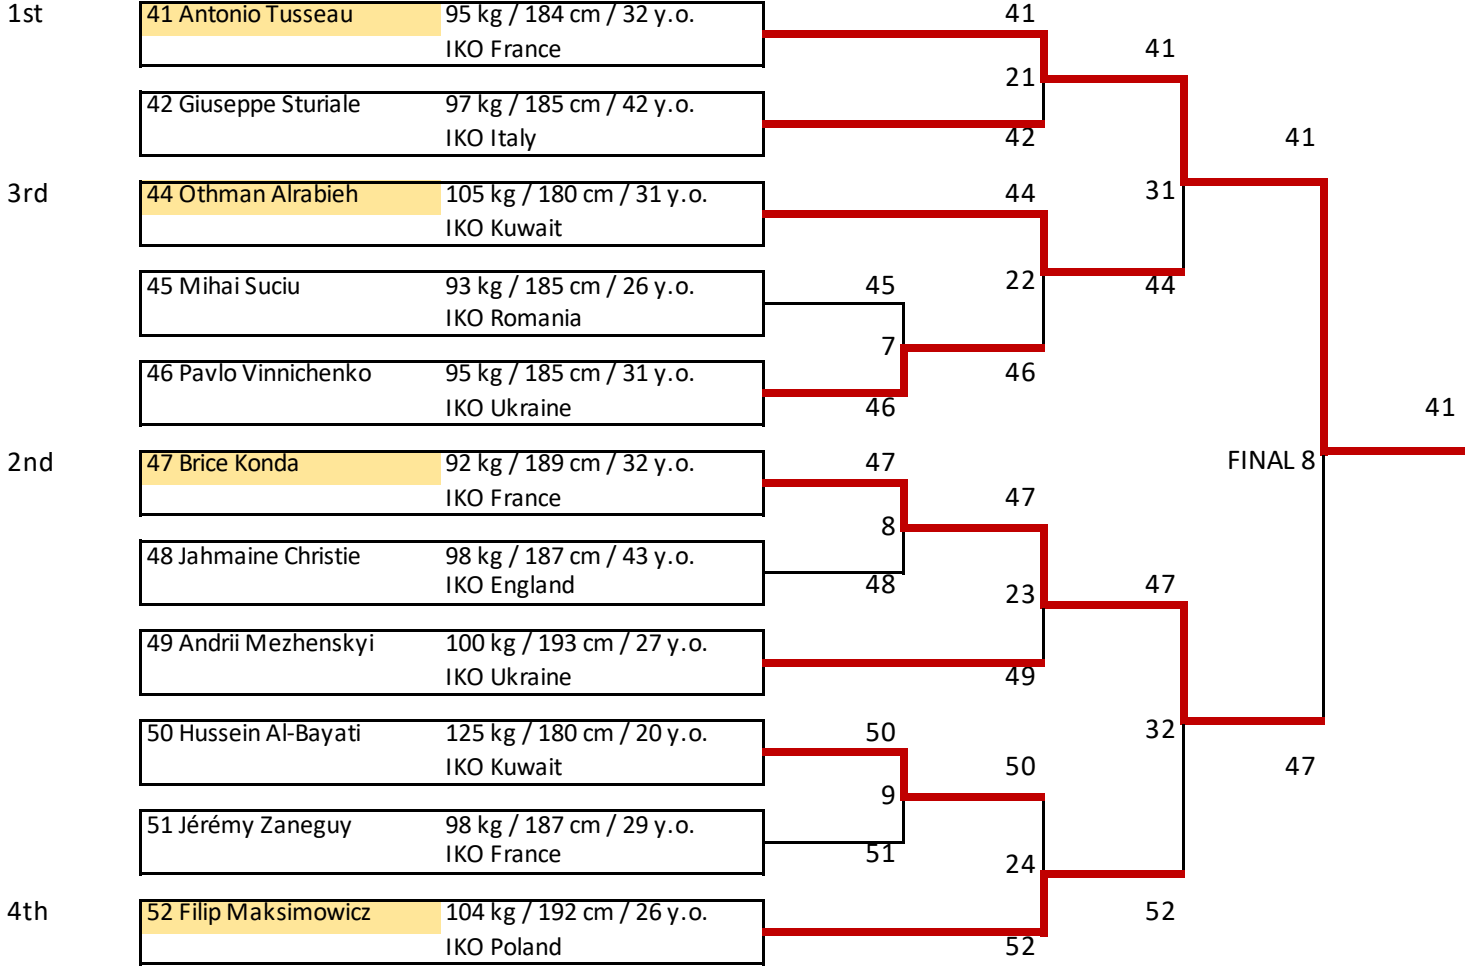 1st
41 Antonio Tusseau 95 kg / 184 cm / 32 y.o. 41
IKO France 41
21
42 Giuseppe Sturiale 97 kg / 185 cm / 42 y.o.
IKO Italy 42 41
3rd
44 Othman Alrabieh 105 kg / 180 cm / 31 y.o. 44 31
IKO Kuwait
45 Mihai Suciu 93 kg / 185 cm / 26 y.o. 45 22 44
IKO Romania
7
46 Pavlo Vinnichenko 95 kg / 185 cm / 31 y.o. 46
IKO Ukraine 46 41
2nd
47 Brice Konda 92 kg / 189 cm / 32 y.o. 47 FINAL 8
IKO France 47
8
48 Jahmaine Christie 98 kg / 187 cm / 43 y.o.
IKO England 48 23 47
49 Andrii Mezhenskyi 100 kg / 193 cm / 27 y.o.
IKO Ukraine 49
50 Hussein Al-Bayati 125 kg / 180 cm / 20 y.o. 50 32
IKO Kuwait 50 47
9
51 Jérémy Zaneguy 98 kg / 187 cm / 29 y.o.
IKO France 51 24
4th
52 Filip Maksimowicz 104 kg / 192 cm / 26 y.o. 52
IKO Poland 52